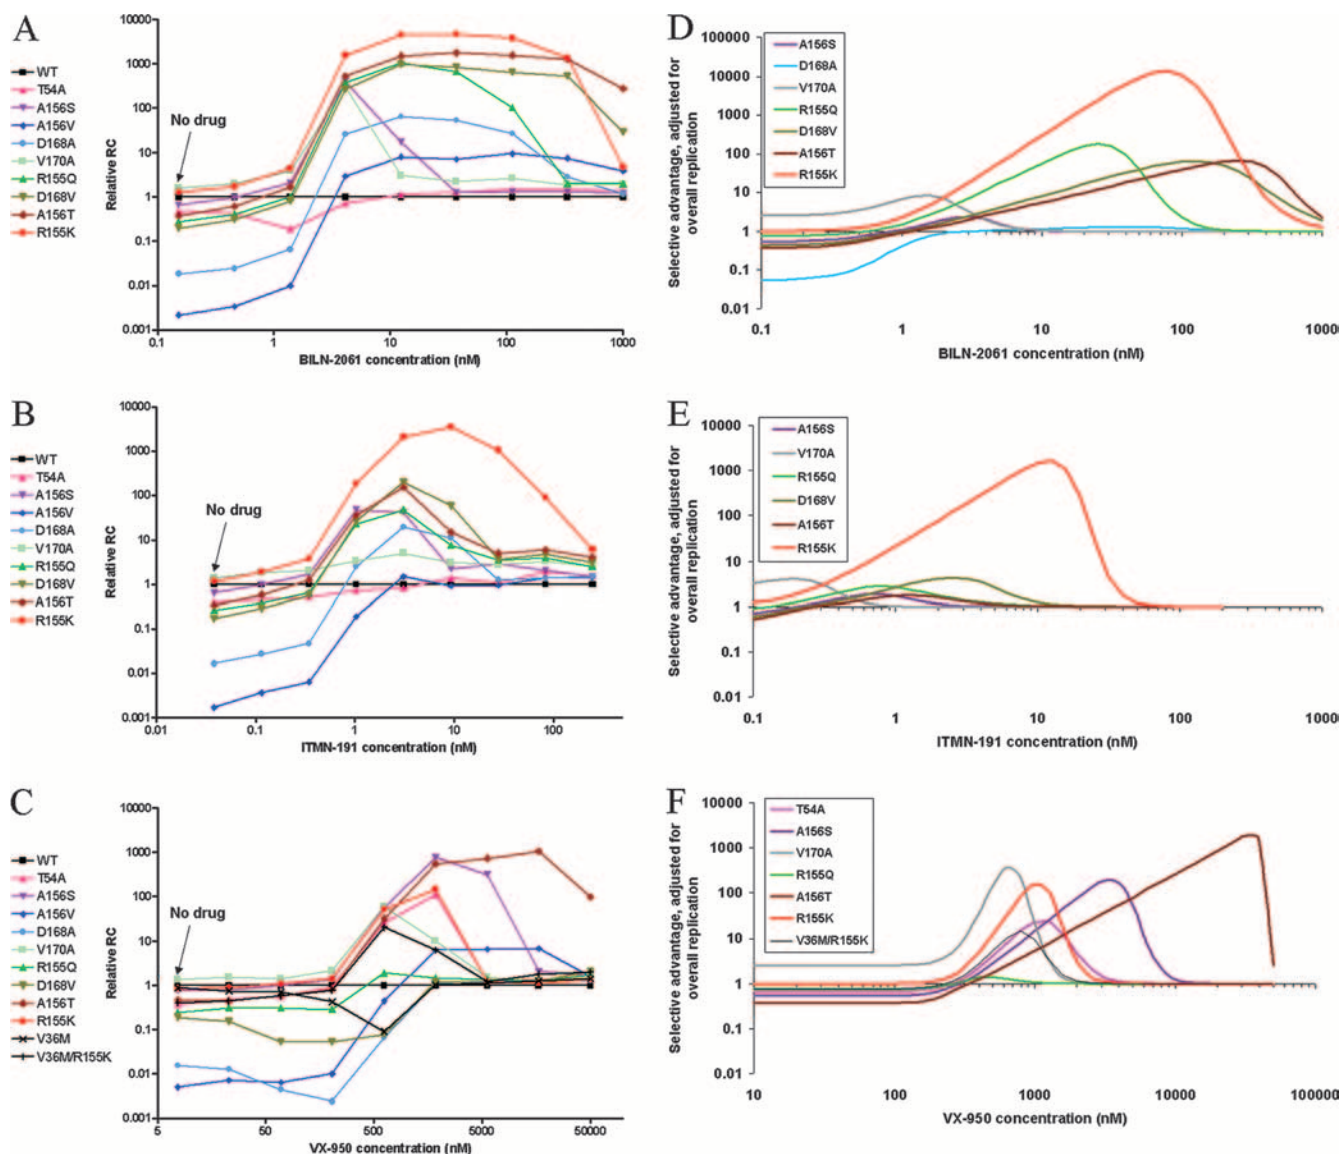 A
WT
T54A
A156S
A156V
D168A
V170A
R155Q
D168V
A156T
R155K
No drug
Relative RC
10000
1000
100
10
1
0.1
0.01
0.001
0.1
1
10
100
1000
BILN-2061 concentration (nM)
D
A156S
D168A
V170A
R155Q
D168V
A156T
R155K
Selective advantage, adjusted for
overall replication
100000
10000
1000
100
10
1
0.1
0.01
0.1
1
10
100
1000
BILN-2061 concentration (nM)
B
WT
T54A
A156S
A156V
D168A
V170A
R155Q
D168V
A156T
R155K
No drug
Relative RC
10000
1000
100
10
1
0.1
0.01
0.001
0.01
0.1
1
10
100
ITMN-191 concentration (nM)
E
A156S
V170A
R155Q
D168V
A156T
R155K
Selective advantage, adjusted for
overall replication
10000
1000
100
10
1
0.1
0.01
0.1
1
10
100
1000
ITMN-191 concentration (nM)
C
WT
T54A
A156S
A156V
D168A
V170A
R155Q
D168V
A156T
R155K
V36M
V36M/R155K
No drug
Relative RC
10000
1000
100
10
1
0.1
0.01
0.001
5
50
500
5000
50000
VX-950 concentration (nM)
F
T54A
A156S
V170A
R155Q
A156T
R155K
V36M/R155K
Selective advantage, adjusted for
overall replication
10000
1000
100
10
1
0.1
0.01
10
100
1000
10000
100000
VX-950 concentration (nM)